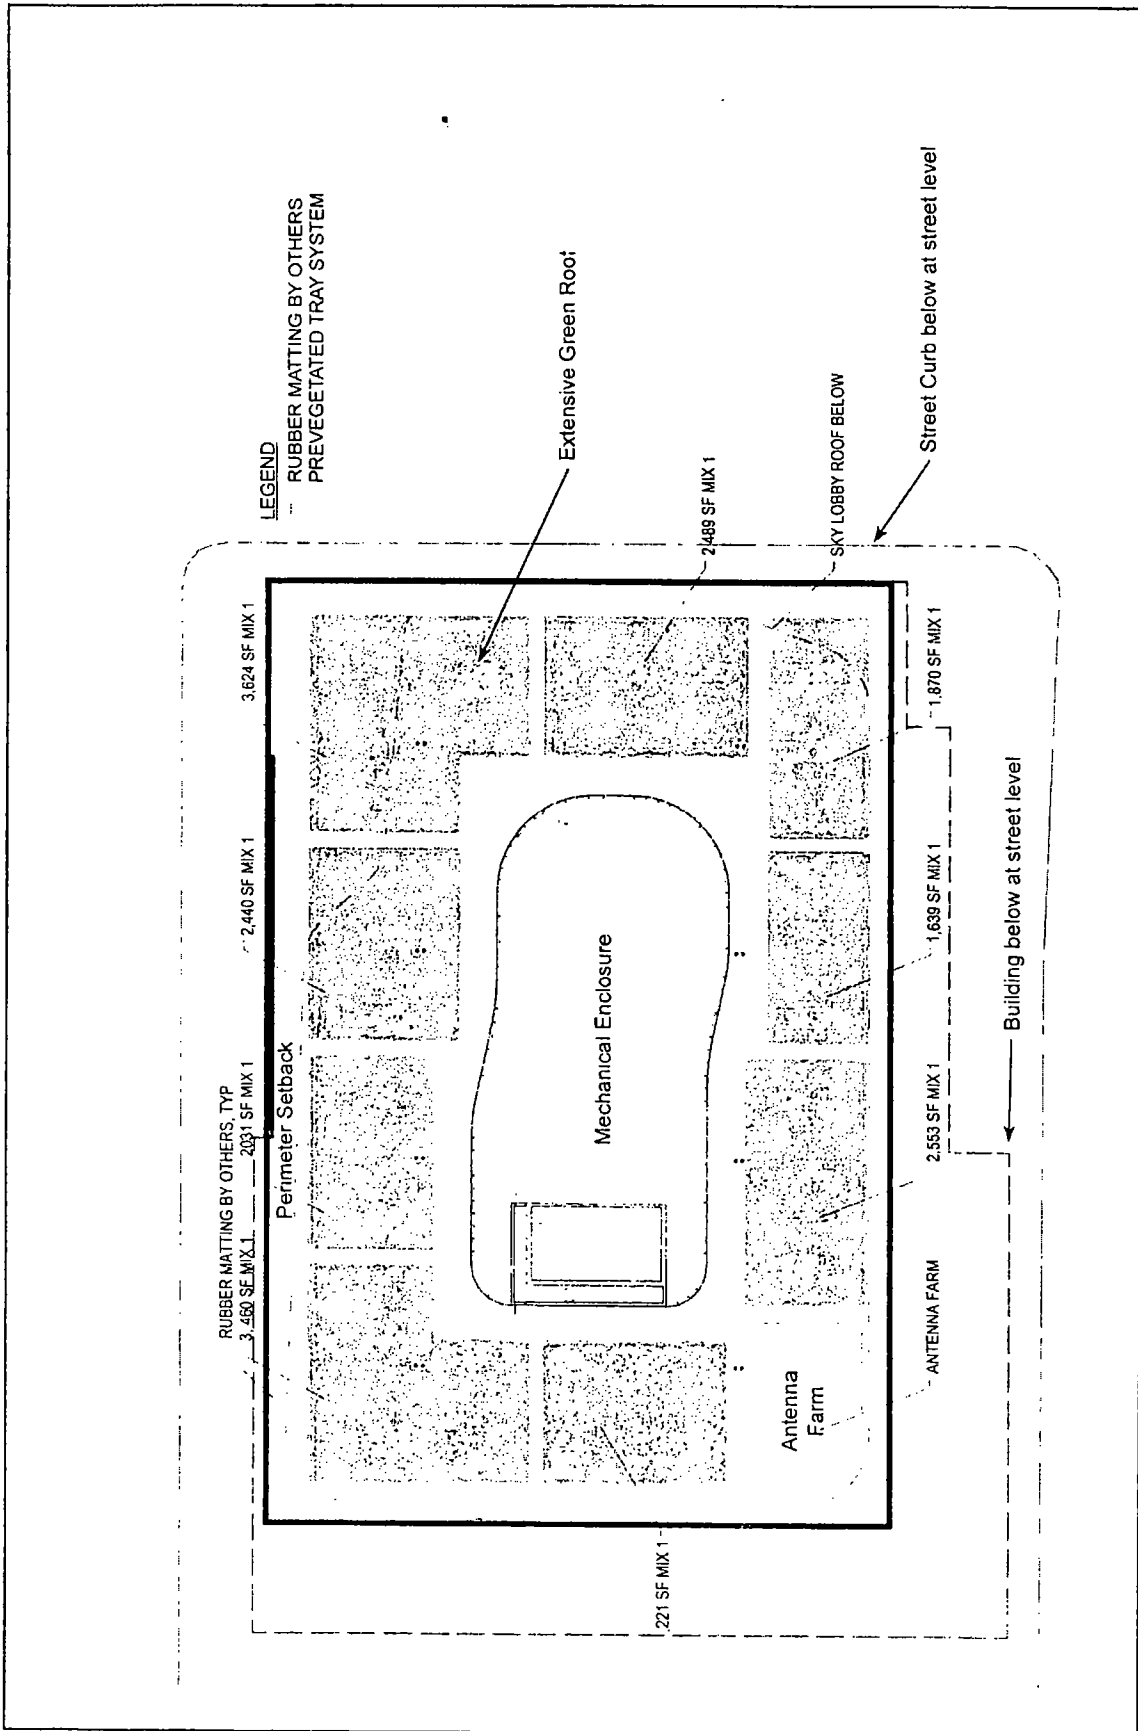 LEGEND
-- RUBBER MATTING BY OTHERS
PREVEGETATED TRAY SYSTEM
RUBBER MATTING BY OTHERS, TYP
3,460 SF MIX 1
2031 SF MIX 1
2,440 SF MIX 1
3,624 SF MIX 1
Perimeter Setback
Extensive Green Roof
2,489 SF MIX 1
Mechanical Enclosure
SKY LOBBY ROOF BELOW
Street Curb below at street level
Antenna
Farm
.221 SF MIX 1
ANTENNA FARM
2,553 SF MIX 1
1,639 SF MIX 1
1,870 SF MIX 1
Building below at street level